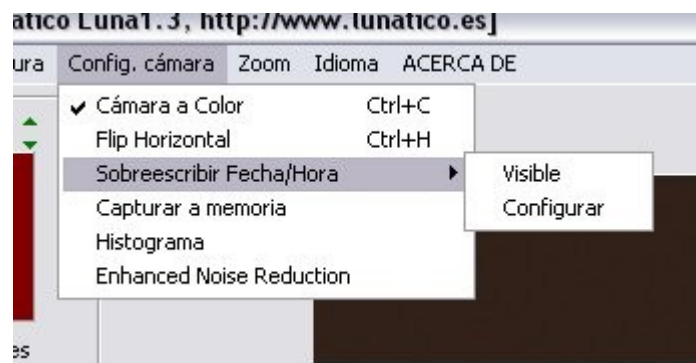 atico Luna1.3, http://www.lunatico.es]
ura Config. cámara Zoom Idioma ACERCA DE
Cámara a Color Ctrl+C
Flip Horizontal Ctrl+H
Sobreescribir Fecha/Hora
Visible
Capturar a memoria
Configurar
Histograma
Enhanced Noise Reduction
es